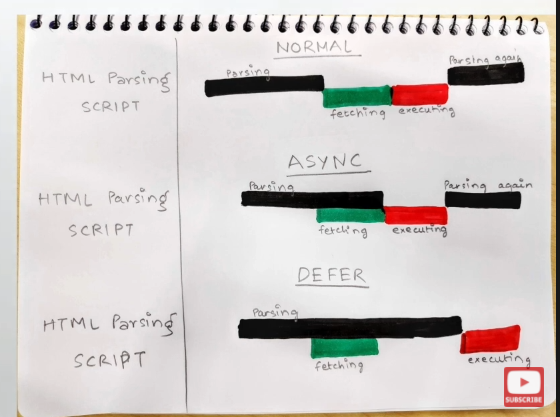 NORMAL
Parsing
Parsing again
HTML Parsing
SCRIPT
fetching
executing
ASYNC
Parsing
Parsing again
HTML Parsing
SCRIPT
fetching
executing
DEFER
Parsing
HTML Parsing
SCRIPT
fetching
executing
SUBSCRIBE